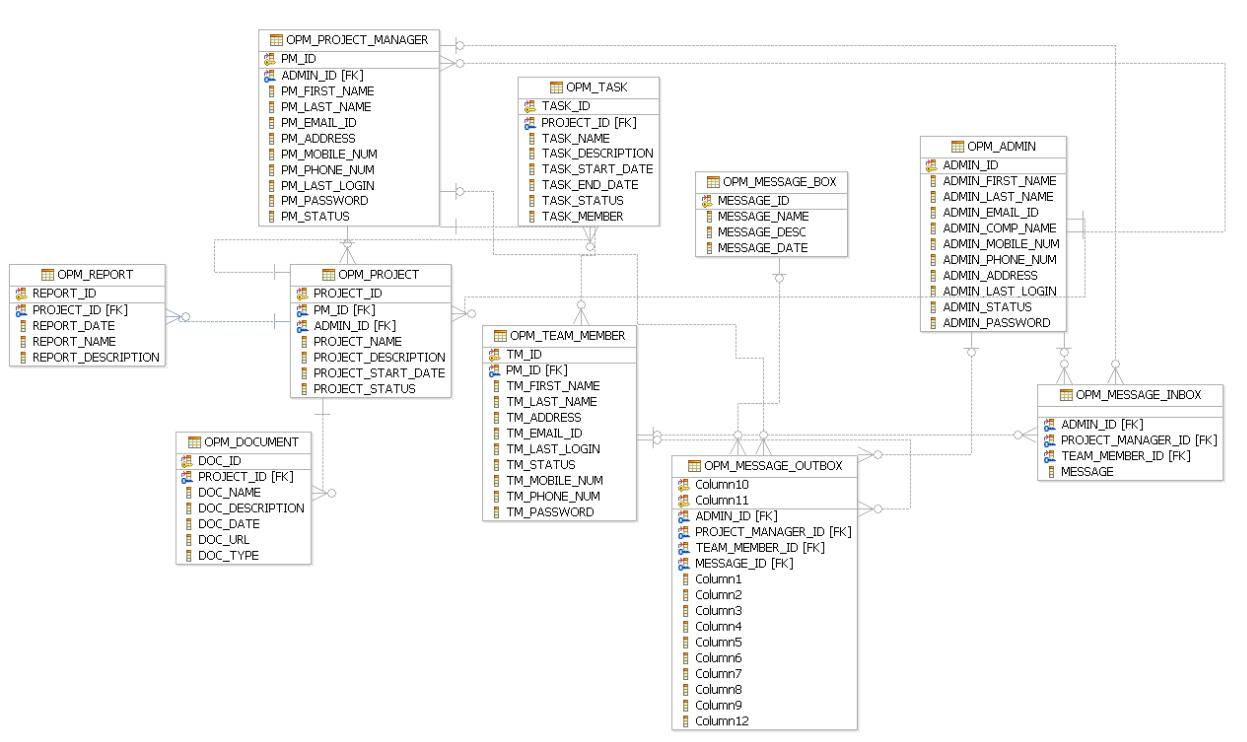 OPM_PROJECT_MANAGER
PM_ID
ADMIN_ID [FK]
PM_FIRST_NAME
PM_LAST_NAME
PM_EMAIL_ID
PM_ADDRESS
PM_MOBILE_NUM
PM_PHONE_NUM
PM_LAST_LOGIN
PM_PASSWORD
PM_STATUS
OPM_TASK
TASK_ID
PROJECT_ID [FK]
TASK_NAME
TASK_DESCRIPTION
TASK_START_DATE
TASK_END_DATE
TASK_STATUS
TASK_MEMBER
OPM_MESSAGE_BOX
MESSAGE_ID
MESSAGE_NAME
MESSAGE_DESC
MESSAGE_DATE
OPM_ADMIN
ADMIN_ID
ADMIN_FIRST_NAME
ADMIN_LAST_NAME
ADMIN_EMAIL_ID
ADMIN_COMP_NAME
ADMIN_MOBILE_NUM
ADMIN_PHONE_NUM
ADMIN_ADDRESS
ADMIN_LAST_LOGIN
ADMIN_STATUS
ADMIN_PASSWORD
OPM_REPORT
REPORT_ID
PROJECT_ID [FK]
REPORT_DATE
REPORT_NAME
REPORT_DESCRIPTION
OPM_PROJECT
PROJECT_ID
PM_ID [FK]
ADMIN_ID [FK]
PROJECT_NAME
PROJECT_DESCRIPTION
PROJECT_START_DATE
PROJECT_STATUS
OPM_TEAM_MEMBER
TM_ID
PM_ID [FK]
TM_FIRST_NAME
TM_LAST_NAME
TM_ADDRESS
TM_EMAIL_ID
TM_LAST_LOGIN
TM_STATUS
TM_MOBILE_NUM
TM_PHONE_NUM
TM_PASSWORD
OPM_MESSAGE_INBOX
ADMIN_ID [FK]
PROJECT_MANAGER_ID [FK]
TEAM_MEMBER_ID [FK]
MESSAGE
OPM_DOCUMENT
DOC_ID
PROJECT_ID [FK]
DOC_NAME
DOC_DESCRIPTION
DOC_DATE
DOC_URL
DOC_TYPE
OPM_MESSAGE_OUTBOX
Column10
Column11
ADMIN_ID [FK]
PROJECT_MANAGER_ID [FK]
TEAM_MEMBER_ID [FK]
MESSAGE_ID [FK]
Column1
Column2
Column3
Column4
Column5
Column6
Column7
Column8
Column9
Column12